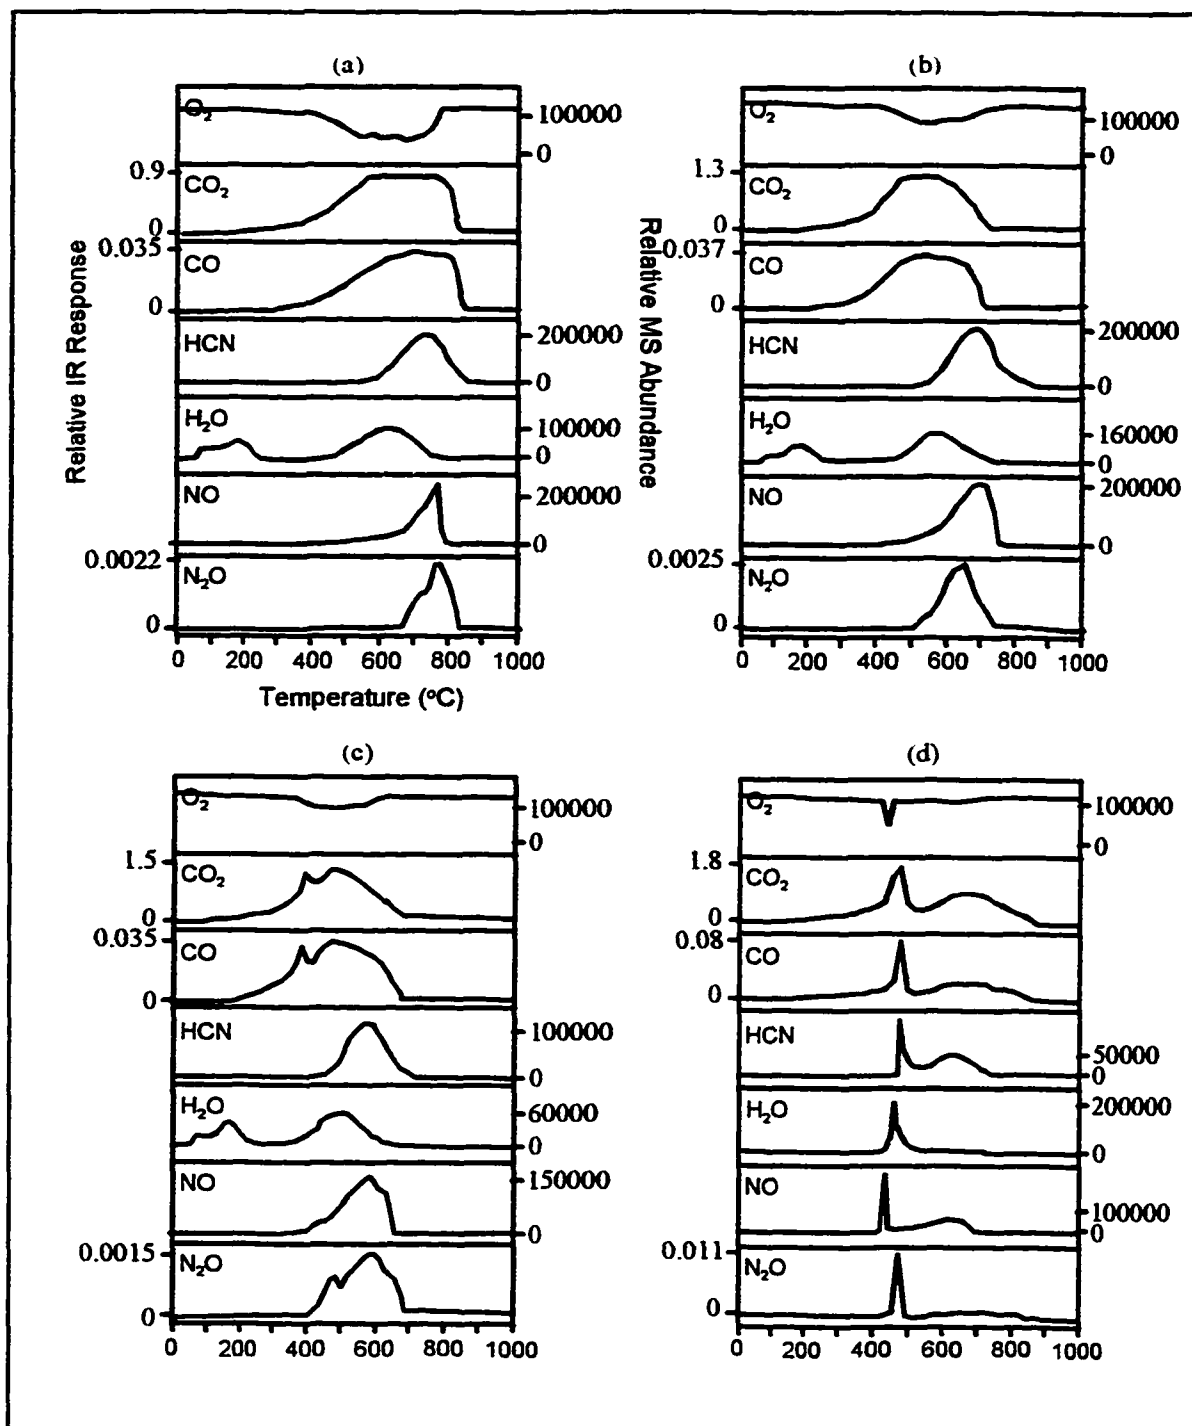 (a)
O₂
100000
0
0.9
CO₂
0
0.035
CO
0
HCN
200000
0
H₂O
100000
0
NO
200000
0
0.0022
N₂O
0
0 200 400 600 800 1000
Temperature (°C)
Relative IR Response
(b)
O₂
100000
0
1.3
CO₂
0
0.037
CO
0
HCN
200000
0
H₂O
160000
0
NO
200000
0
0.0025
N₂O
0
0 200 400 600 800 1000
Relative MS Abundance
(c)
O₂
100000
0
1.5
CO₂
0
0.035
CO
0
HCN
100000
0
H₂O
60000
0
NO
150000
0
0.0015
N₂O
0
0 200 400 600 800 1000
(d)
O₂
100000
0
1.8
CO₂
0
0.08
CO
0
HCN
50000
0
H₂O
200000
0
NO
100000
0
0.011
N₂O
0
0 200 400 600 800 1000